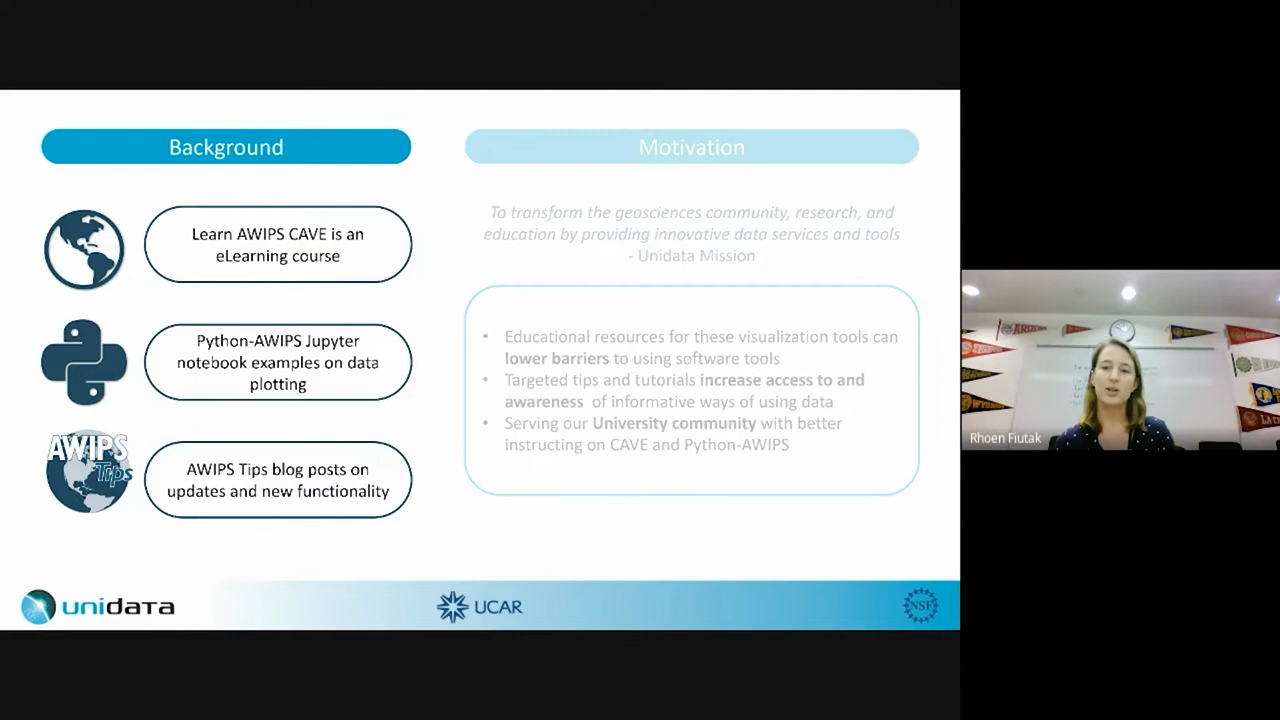 Background
Learn AWIPS CAVE is an
eLearning course
Python-AWIPS Jupyter
notebook examples on data
plotting
AWIPS
Tips
AWIPS Tips blog posts on
updates and new functionality
Motivation
To transform the geosciences community, research, and
education by providing innovative data services and tools
- Unidata Mission
• Educational resources for these visualization tools can
lower barriers to using software tools
• Targeted tips and tutorials increase access to and
awareness of informative ways of using data
• Serving our University community with better
instructing on CAVE and Python-AWIPS
unidata
UCAR
NSF
ARIZONA
Rhoen Fiutak